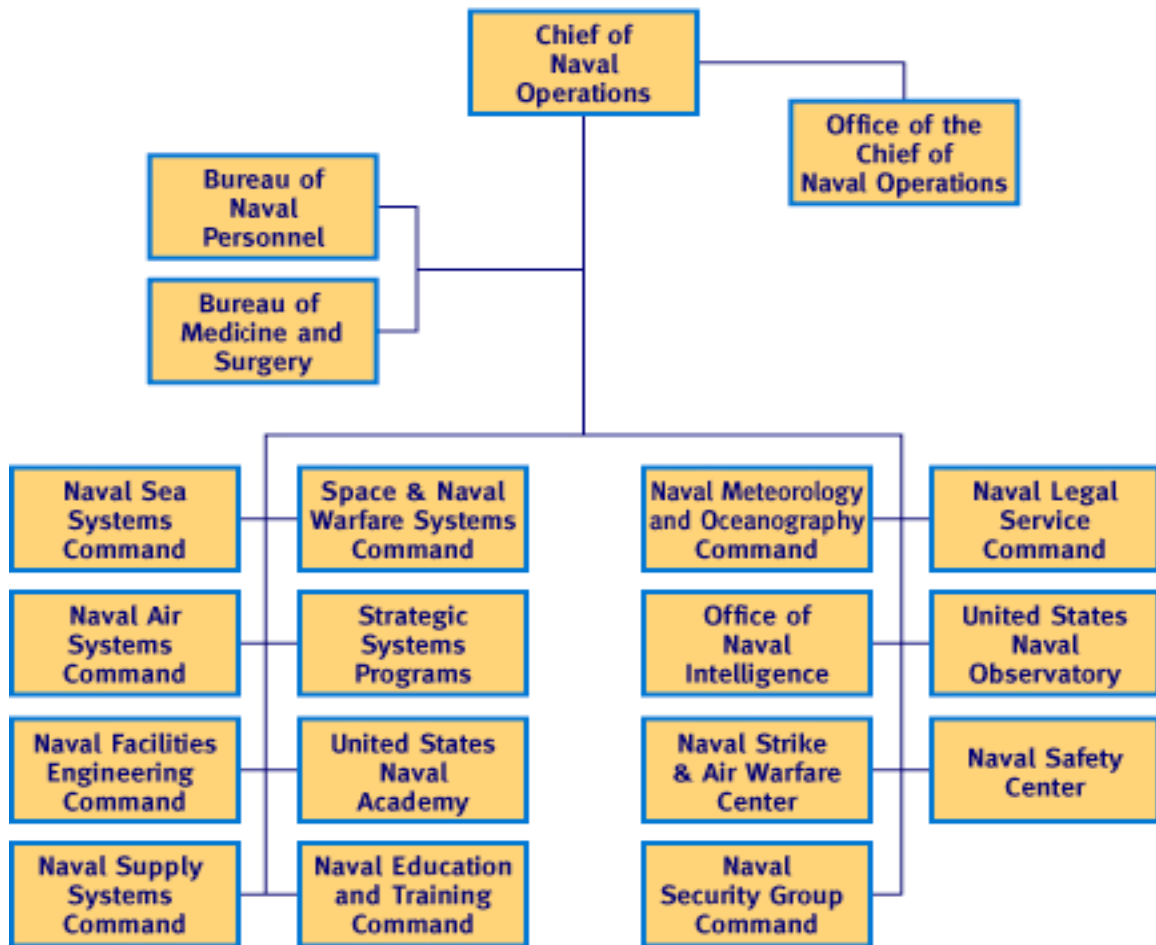 Chief of
Naval
Operations
Office of the
Chief of
Naval Operations
Bureau of
Naval
Personnel
Bureau of
Medicine and
Surgery
Naval Sea
Systems
Command
Space & Naval
Warfare Systems
Command
Naval Meteorology
and Oceanography
Command
Naval Legal
Service
Command
Naval Air
Systems
Command
Strategic
Systems
Programs
Office of
Naval
Intelligence
United States
Naval
Observatory
Naval Facilities
Engineering
Command
United States
Naval
Academy
Naval Strike
& Air Warfare
Center
Naval Safety
Center
Naval Supply
Systems
Command
Naval Education
and Training
Command
Naval
Security Group
Command